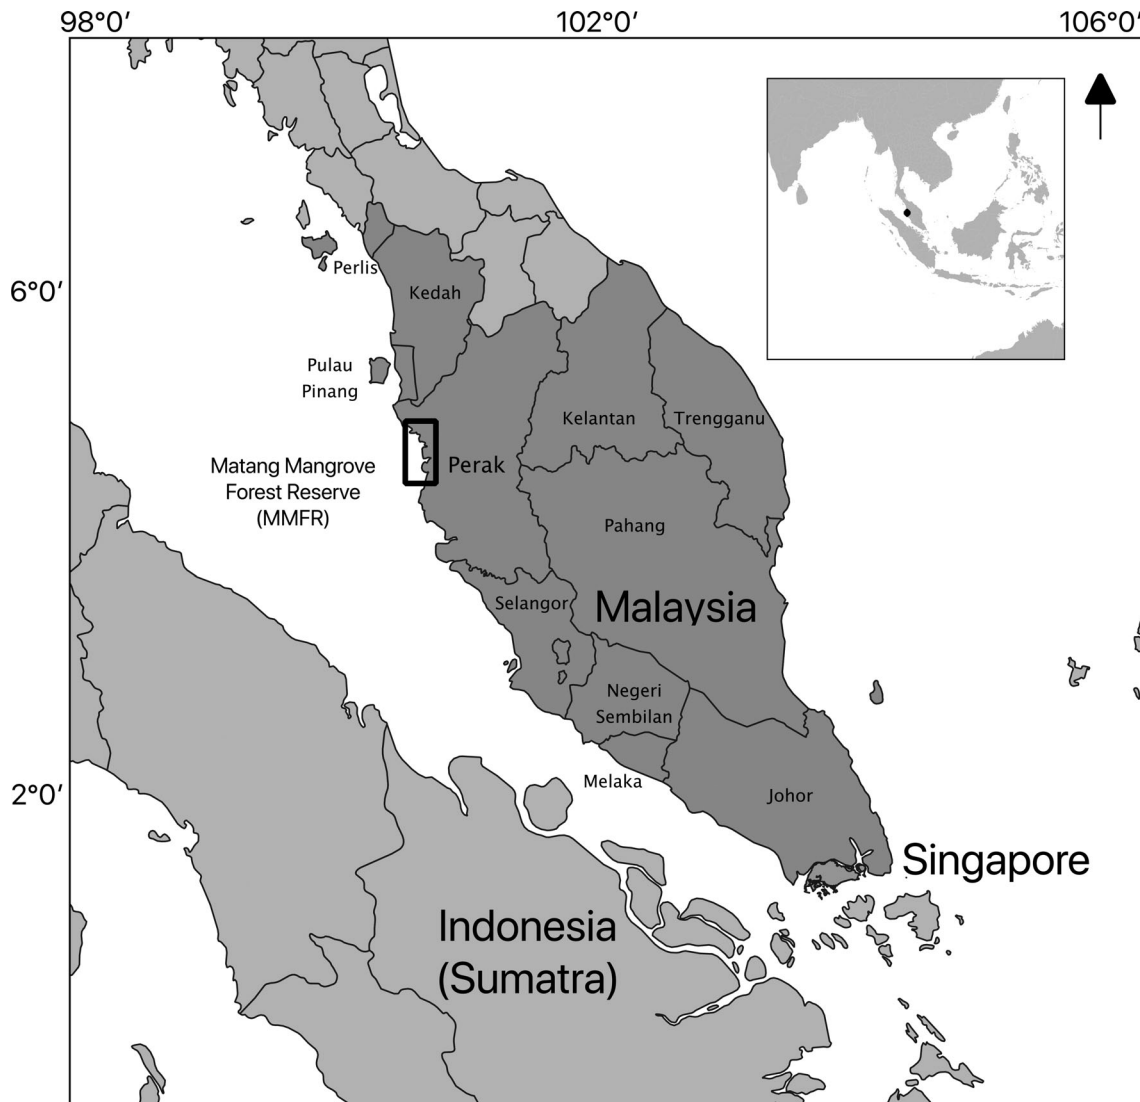 98°0′
102°0′
106°0′
6°0′
2°0′
Perlis
Kedah
Pulau
Pinang
Kelantan
Trengganu
Matang Mangrove
Forest Reserve
(MMFR)
Perak
Pahang
Selangor
Malaysia
Negeri
Sembilan
Melaka
Johor
Singapore
Indonesia
(Sumatra)